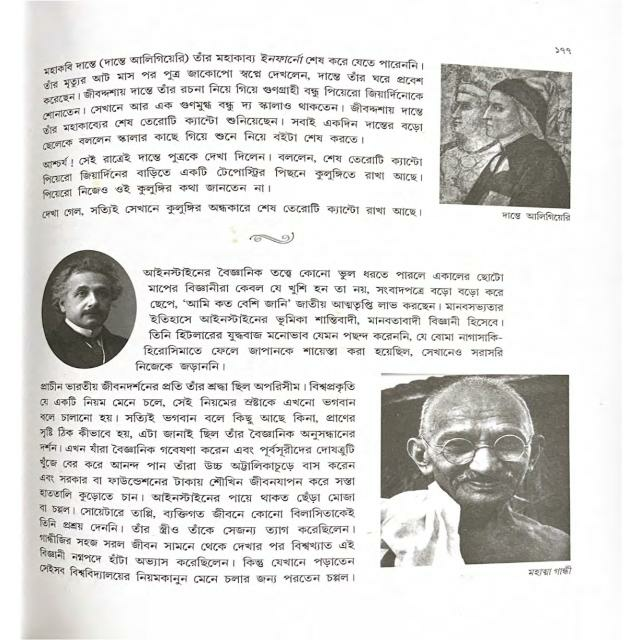 ১৭৭
মহাকবি দান্তে (দান্তে আলিগিয়েরি) তাঁর মহাকাব্য ইনফার্নো শেষ করে যেতে পারেননি।
তাঁর মৃত্যুর আট মাস পর পুত্র জাকোপো স্বপ্নে দেখলেন, দান্তে তাঁর ঘরে প্রবেশ
করেছেন। জীবদ্দশায় দান্তে তাঁর রচনা নিয়ে গিয়ে গুণগ্রাহী বন্ধু পিয়েরো জিয়ার্দিনোকে
শোনাতেন। সেখানে আর এক গুণমুগ্ধ বন্ধু দ্য স্কালাও থাকতেন। জীবদ্দশায় দান্তে
তাঁর মহাকাব্যের শেষ তেরোটি ক্যান্টো শুনিয়েছেন। সবাই একদিন দান্তের বড়ো
ছেলেকে বললেন স্কালার কাছে গিয়ে শুনে নিয়ে বইটা শেষ করতে।
আশ্চর্য! সেই রাত্রেই দান্তে পুত্রকে দেখা দিলেন। বললেন, শেষ তেরোটি ক্যান্টো
পিয়েরো জিয়ার্দিনের বাড়িতে একটি টেপোস্ট্রির পিছনে কুলুঙ্গিতে রাখা আছে।
পিয়েরো নিজেও ওই কুলুঙ্গির কথা জানতেন না।
দেখা গেল, সত্যিই সেখানে কুলুঙ্গির অন্ধকারে শেষ তেরোটি ক্যান্টো রাখা আছে।
দান্তে আলিগিয়েরি
আইনস্টাইনের বৈজ্ঞানিক তত্ত্বে কোনো ভুল ধরতে পারলে একালের ছোটো
মাপের বিজ্ঞানীরা কেবল যে খুশি হন তা নয়, সংবাদপত্রে বড়ো বড়ো করে
ছেপে, ‘আমি কত বেশি জানি’ জাতীয় আত্মতৃপ্তি লাভ করছেন। মানবসভ্যতার
ইতিহাসে আইনস্টাইনের ভূমিকা শান্তিবাদী, মানবতাবাদী বিজ্ঞানী হিসেবে।
তিনি হিটলারের যুদ্ধবাজ মনোভাব যেমন পছন্দ করেননি, যে বোমা নাগাসাকি-
হিরোসিমাতে ফেলে জাপানকে শায়েস্তা করা হয়েছিল, সেখানেও সরাসরি
নিজেকে জড়াননি।
প্রাচীন ভারতীয় জীবনদর্শনের প্রতি তাঁর শ্রদ্ধা ছিল অপরিসীম। বিশ্বপ্রকৃতি
যে একটি নিয়ম মেনে চলে, সেই নিয়মের স্রষ্টাকে এখনো ভগবান
বলে চালানো হয়। সত্যিই ভগবান বলে কিছু আছে কিনা, প্রাণের
সৃষ্টি ঠিক কীভাবে হয়, এটা জানাই ছিল তাঁর বৈজ্ঞানিক অনুসন্ধানের
দর্শন। এখন যাঁরা বৈজ্ঞানিক গবেষণা করেন এবং পূর্বসূরীদের দোষত্রুটি
খুঁজে বের করে আনন্দ পান তাঁরা উচ্চ অট্টালিকাচূড়ে বাস করেন
এবং সরকার বা ফাউন্ডেশনের টাকায় শৌখিন জীবনযাপন করে সস্তা
হাততালি কুড়োতে চান। আইনস্টাইনের পায়ে থাকত ছেঁড়া মোজা
বা চপ্পল। সোয়েটারে তাপ্পি, ব্যক্তিগত জীবনে কোনো বিলাসিতাকেই
তিনি প্রশ্রয় দেননি। তাঁর স্ত্রীও তাঁকে সেজন্য ত্যাগ করেছিলেন।
গান্ধীজির সহজ সরল জীবন সামনে থেকে দেখার পর বিশ্বখ্যাত এই
বিজ্ঞানী নগ্নপদে হাঁটা অভ্যাস করেছিলেন। কিন্তু যেখানে পড়াতেন
সেইসব বিশ্ববিদ্যালয়ের নিয়মকানুন মেনে চলার জন্য পরতেন চপ্পল।
মহাত্মা গান্ধী